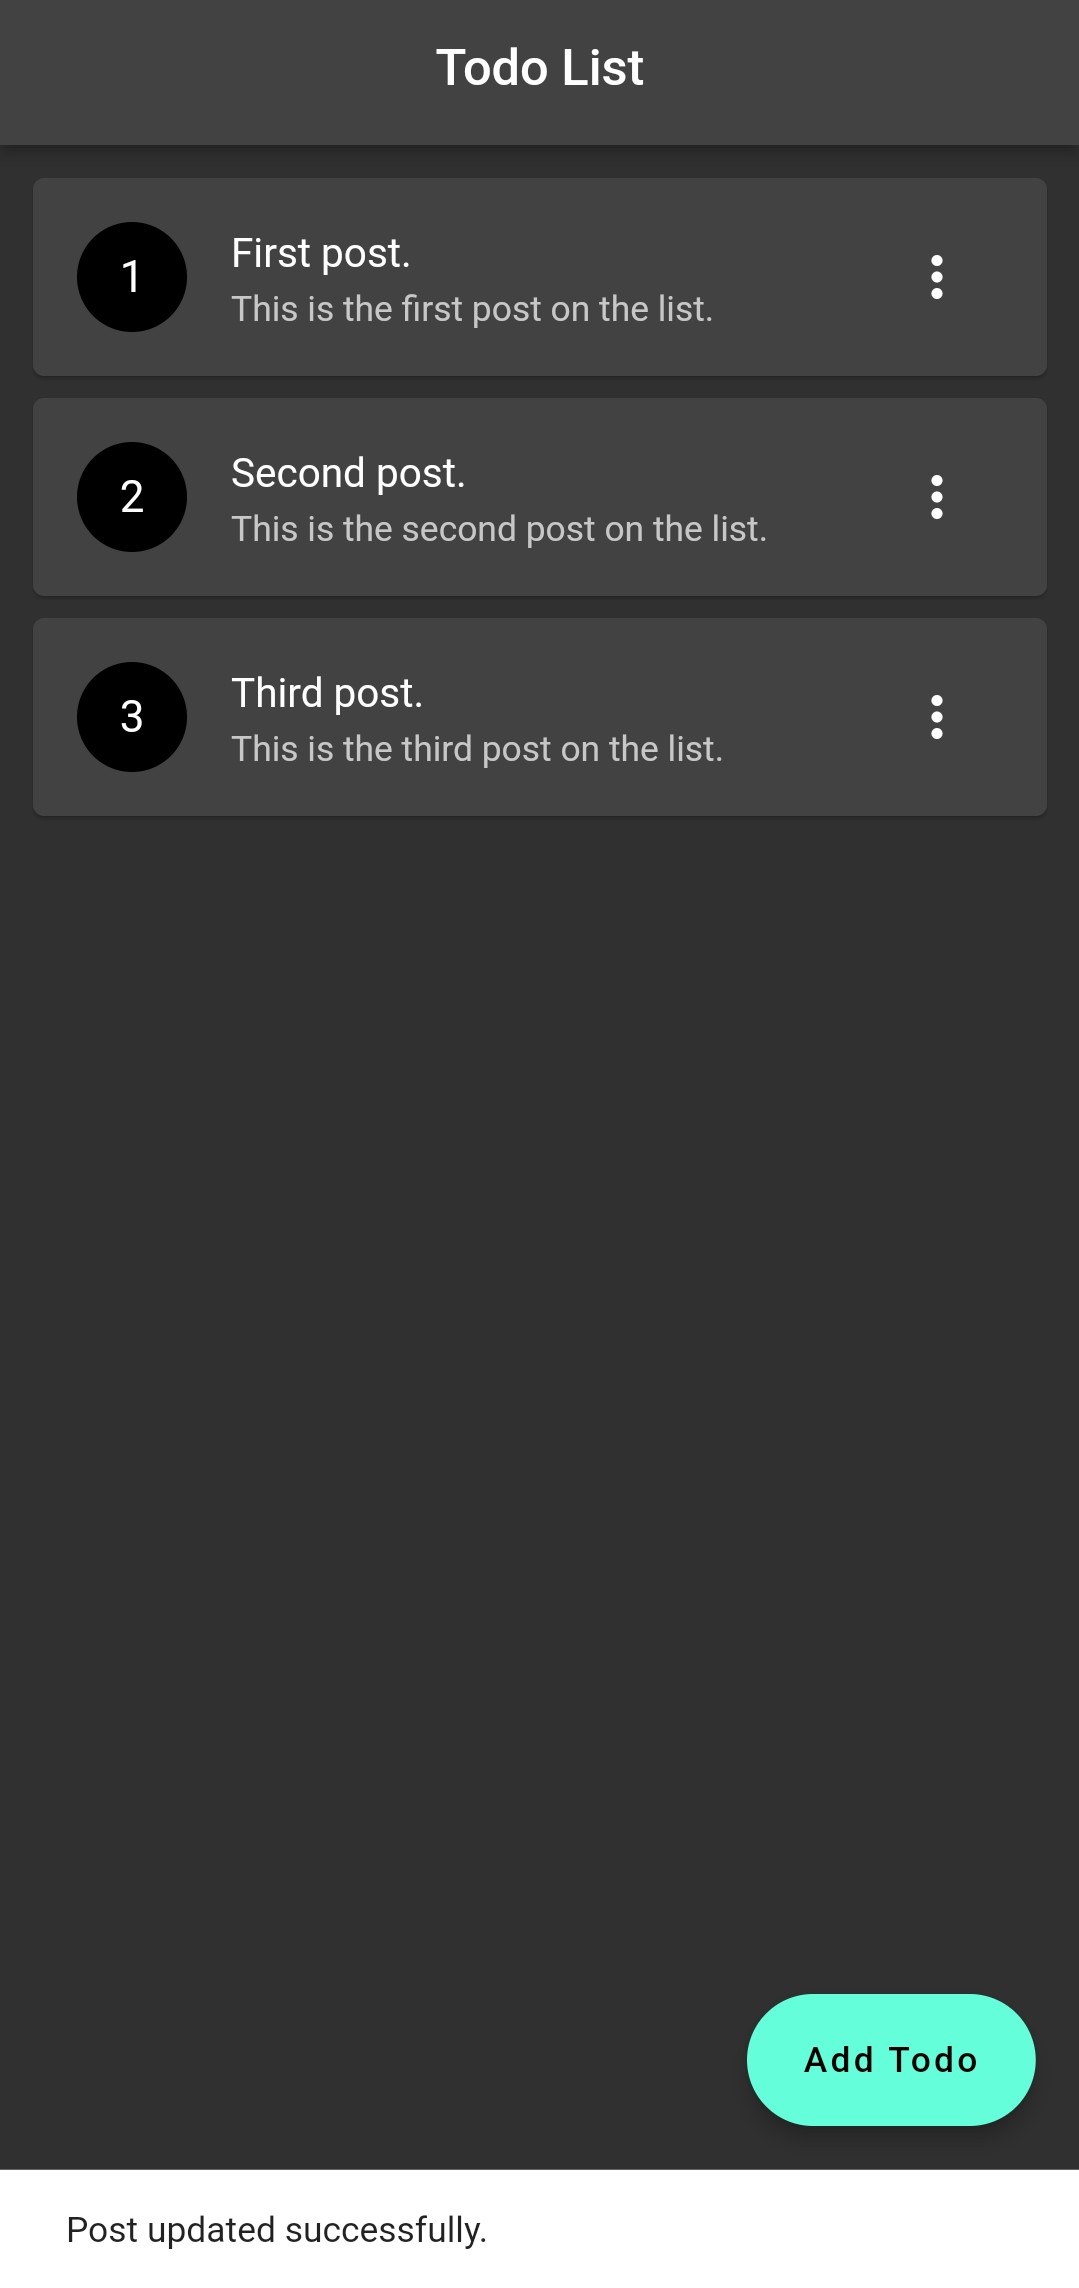 Todo List
1
First post.
This is the first post on the list.
2
Second post.
This is the second post on the list.
3
Third post.
This is the third post on the list.
Add Todo
Post updated successfully.